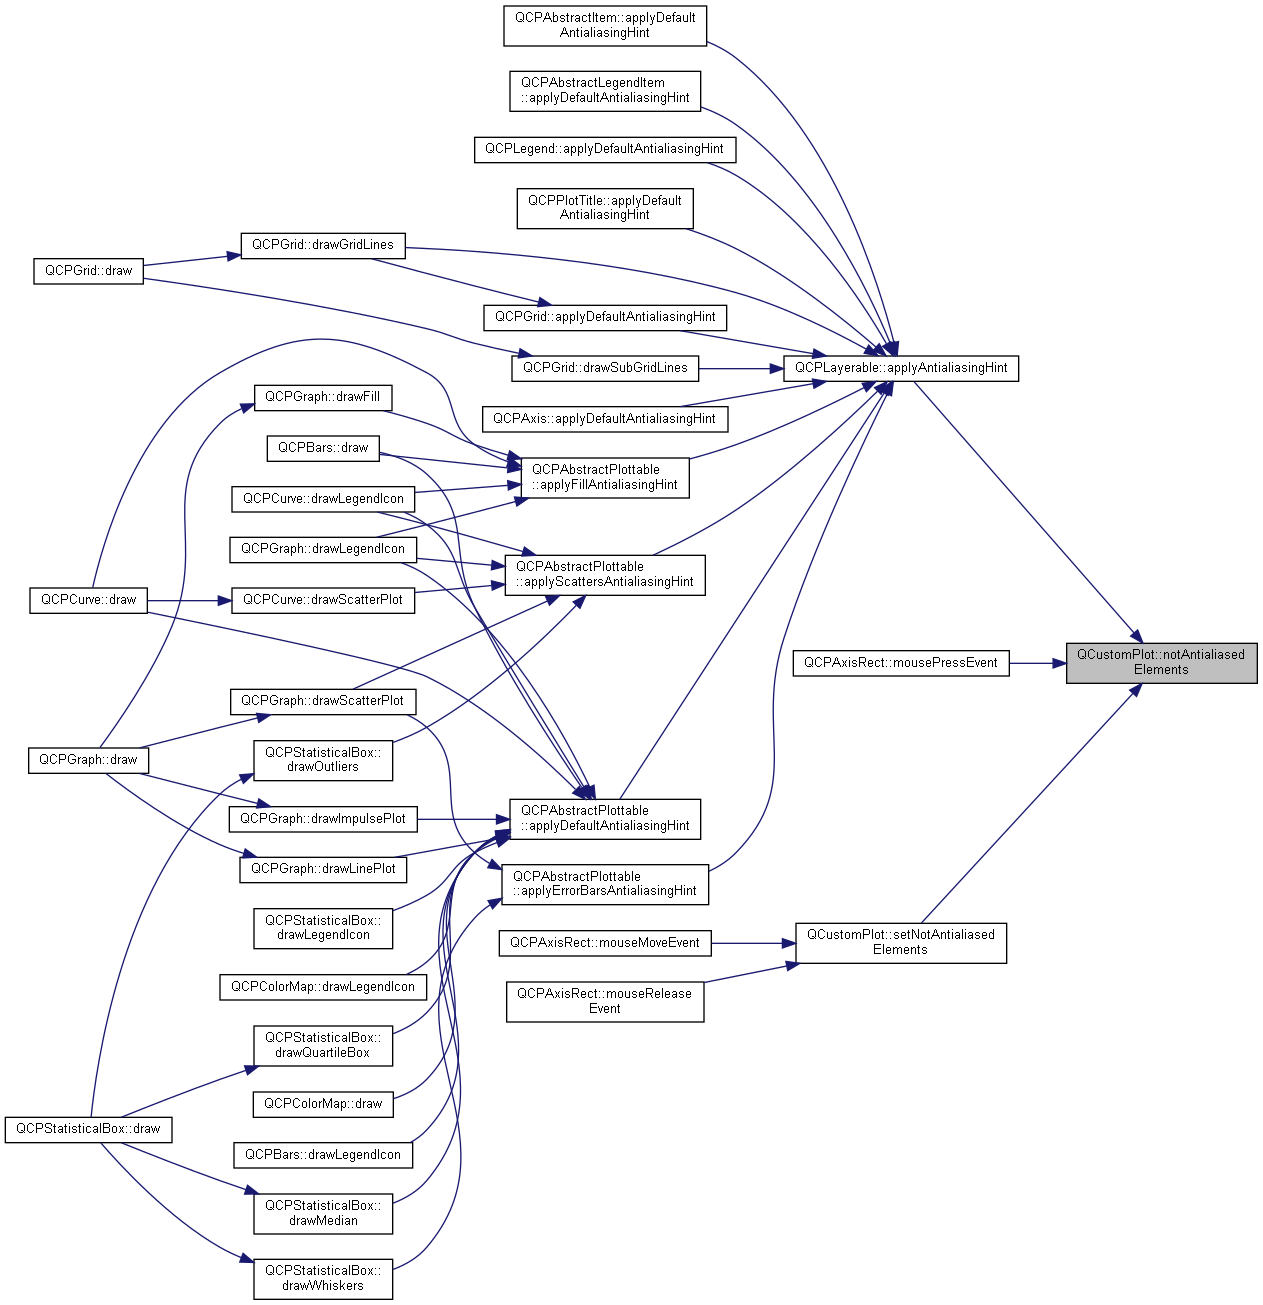 QCPAbstractItem::applyDefault
AntialiasingHint
QCPAbstractLegendItem
::applyDefaultAntialiasingHint
QCPLegend::applyDefaultAntialiasingHint
QCPPlotTitle::applyDefault
AntialiasingHint
QCPGrid::drawGridLines
QCPGrid::draw
QCPGrid::applyDefaultAntialiasingHint
QCPGrid::drawSubGridLines
QCPLayerable::applyAntialiasingHint
QCPGraph::drawFill
QCPAxis::applyDefaultAntialiasingHint
QCPBars::draw
QCPAbstractPlottable
::applyFillAntialiasingHint
QCPCurve::drawLegendIcon
QCPGraph::drawLegendIcon
QCPAbstractPlottable
::applyScattersAntialiasingHint
QCPCurve::draw
QCPCurve::drawScatterPlot
QCustomPlot::notAntialiased
Elements
QCPAxisRect::mousePressEvent
QCPGraph::drawScatterPlot
QCPGraph::draw
QCPStatisticalBox::
drawOutliers
QCPAbstractPlottable
::applyDefaultAntialiasingHint
QCPGraph::drawImpulsePlot
QCPGraph::drawLinePlot
QCPAbstractPlottable
::applyErrorBarsAntialiasingHint
QCPStatisticalBox::
drawLegendIcon
QCustomPlot::setNotAntialiased
Elements
QCPAxisRect::mouseMoveEvent
QCPColorMap::drawLegendIcon
QCPAxisRect::mouseRelease
Event
QCPStatisticalBox::
drawQuartileBox
QCPColorMap::draw
QCPStatisticalBox::draw
QCPBars::drawLegendIcon
QCPStatisticalBox::
drawMedian
QCPStatisticalBox::
drawWhiskers